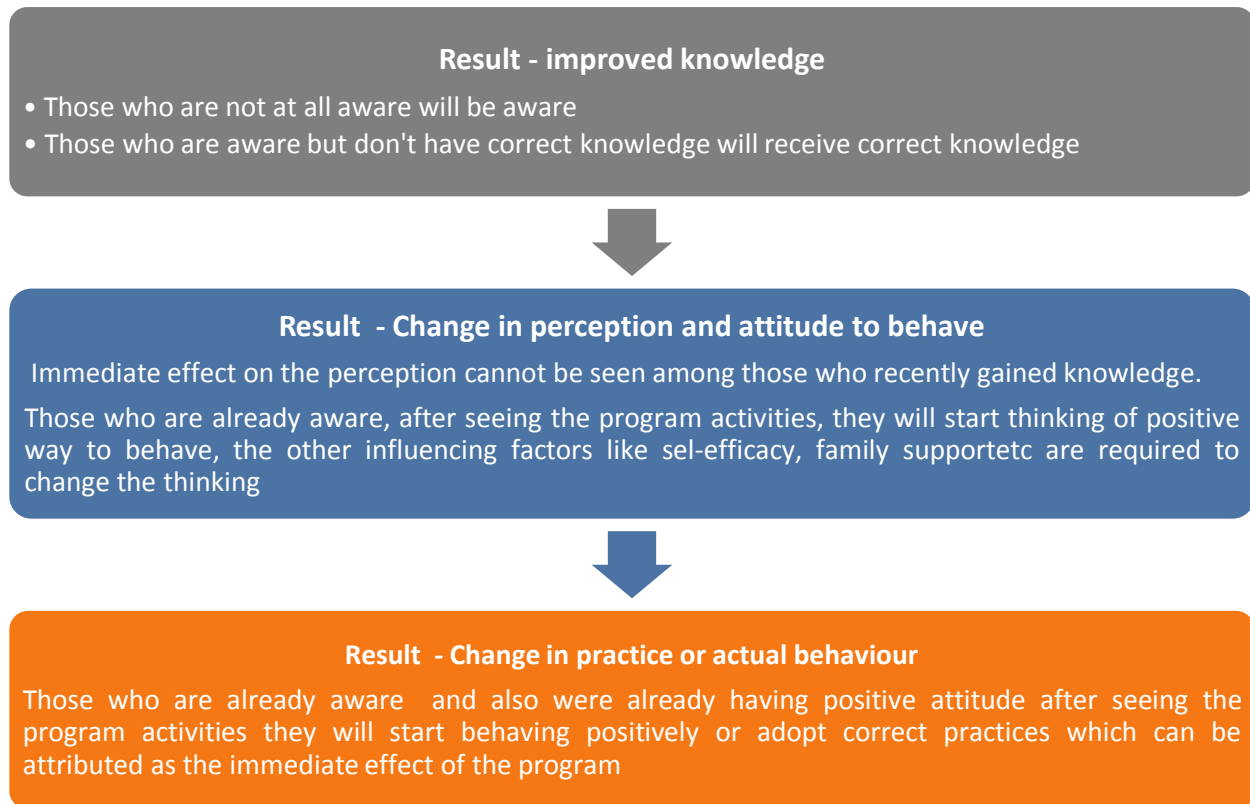 Result - improved knowledge
• Those who are not at all aware will be aware
• Those who are aware but don't have correct knowledge will receive correct knowledge
Result - Change in perception and attitude to behave
Immediate effect on the perception cannot be seen among those who recently gained knowledge.
Those who are already aware, after seeing the program activities, they will start thinking of positive
way to behave, the other influencing factors like sel-efficacy, family supportetc are required to
change the thinking
Result - Change in practice or actual behaviour
Those who are already aware and also were already having positive attitude after seeing the
program activities they will start behaving positively or adopt correct practices which can be
attributed as the immediate effect of the program